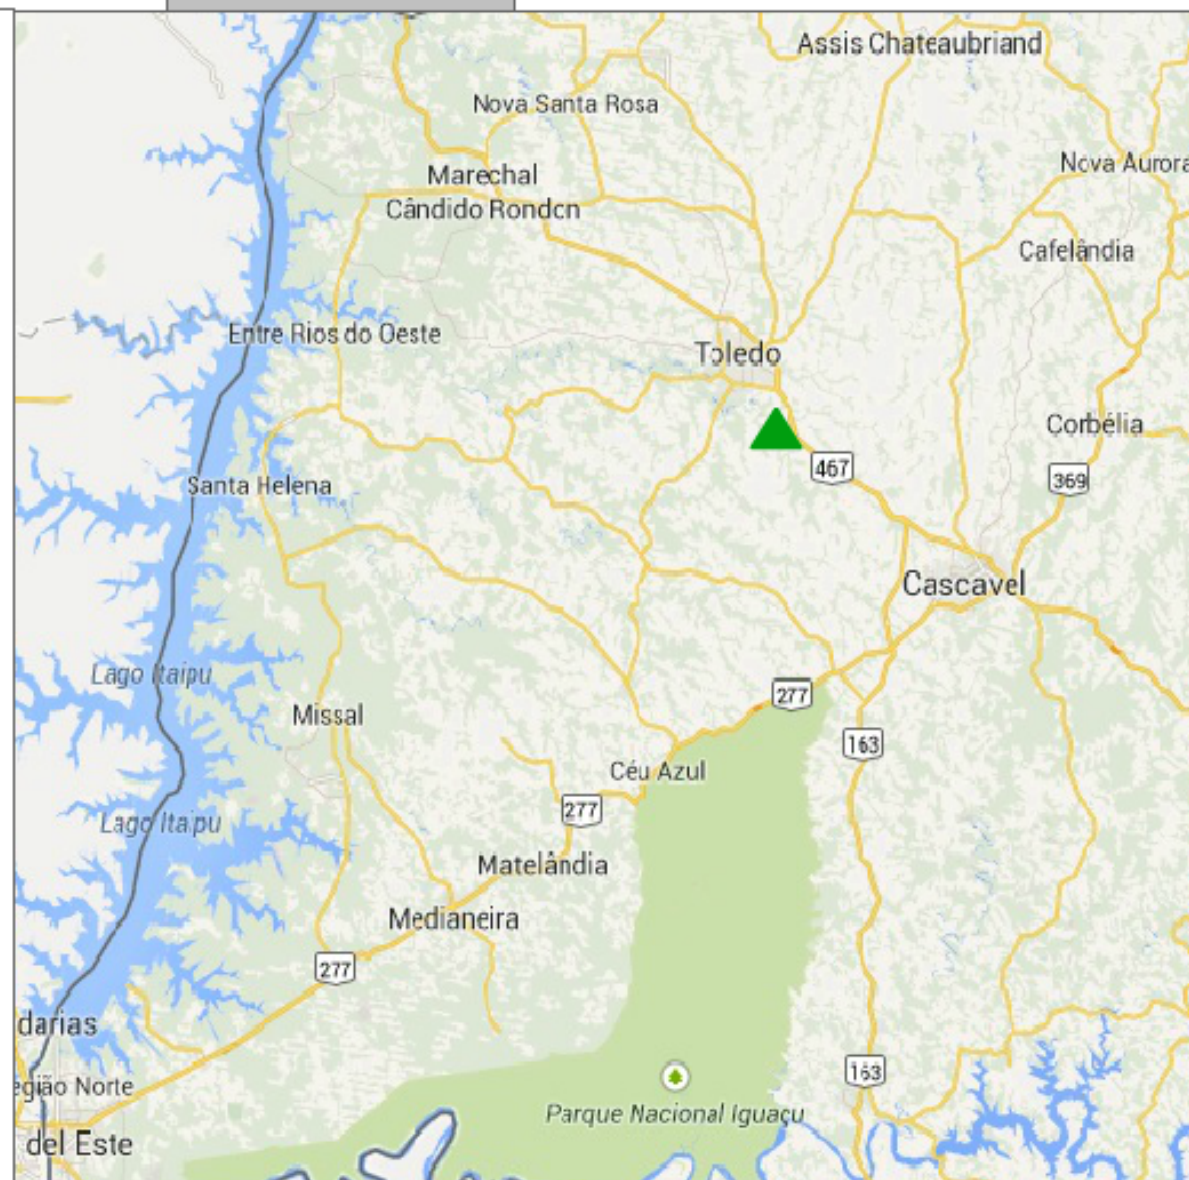 Assis Chateaubriand
Nova Santa Rosa
Nova Aurora
Marechal
Cândido Rondon
Cafelândia
Entre Rios do Oeste
Toledo
Corbélia
467
369
Santa Helena
Cascavel
Lago Itaipu
277
Missal
163
Céu Azul
277
Lago Itaipu
Matelândia
Medianeira
277
darias
163
egião Norte
Parque Nacional Iguaçu
del Este